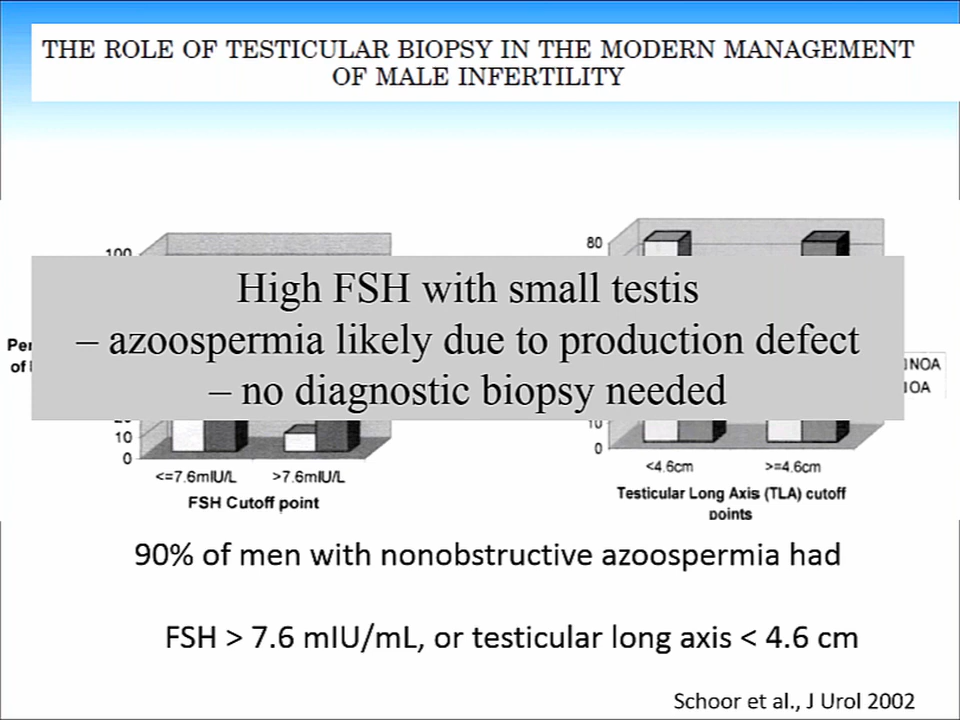 THE ROLE OF TESTICULAR BIOPSY IN THE MODERN MANAGEMENT
OF MALE INFERTILITY
100
80
High FSH with small testis
– azoospermia likely due to production defect
– no diagnostic biopsy needed
NOA
OA
10
0
<=7.6mIU/L >7.6mIU/L
FSH Cutoff point
10
0
<4.6cm >=4.6cm
Testicular Long Axis (TLA) cutoff
points
90% of men with nonobstructive azoospermia had
FSH > 7.6 mIU/mL, or testicular long axis < 4.6 cm
Schoor et al., J Urol 2002